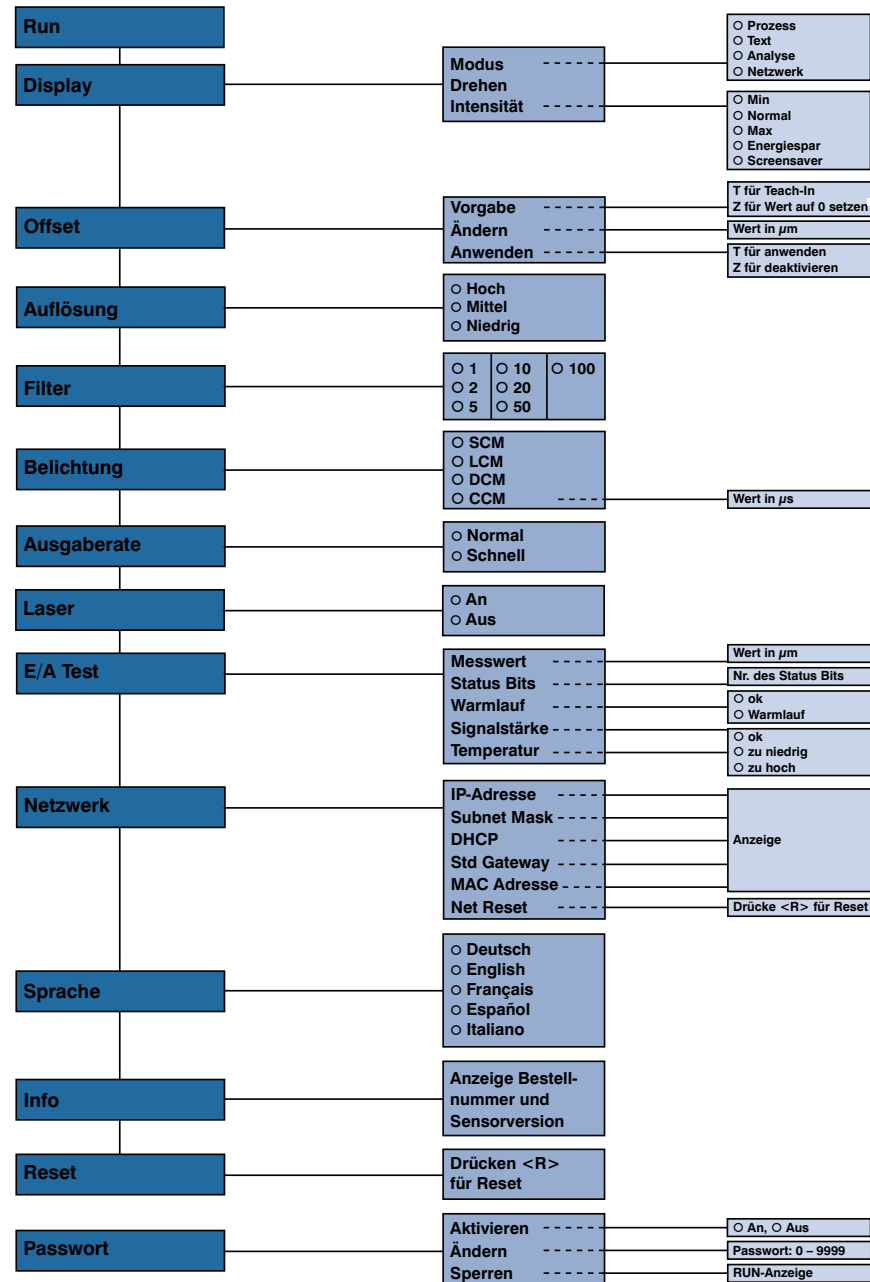 Run
Display
Modus
Drehen
Intensität
○ Prozess
○ Text
○ Analyse
○ Netzwerk
○ Min
○ Normal
○ Max
○ Energiespar
○ Screensaver
Offset
Vorgabe
Ändern
Anwenden
T für Teach-In
Z für Wert auf 0 setzen
Wert in µm
T für anwenden
Z für deaktivieren
Auflösung
○ Hoch
○ Mittel
○ Niedrig
Filter
○ 1 ○ 10 ○ 100
○ 2 ○ 20
○ 5 ○ 50
Belichtung
○ SCM
○ LCM
○ DCM
○ CCM
Wert in µs
Ausgaberate
○ Normal
○ Schnell
Laser
○ An
○ Aus
E/A Test
Messwert
Status Bits
Warmlauf
Signalstärke
Temperatur
Wert in µm
Nr. des Status Bits
○ ok
○ Warmlauf
○ ok
○ zu niedrig
○ zu hoch
Netzwerk
IP-Adresse
Subnet Mask
DHCP
Std Gateway
MAC Adresse
Net Reset
Anzeige
Drücke <R> für Reset
Sprache
○ Deutsch
○ English
○ Français
○ Español
○ Italiano
Info
Anzeige Bestell-
nummer und
Sensorversion
Reset
Drücken <R>
für Reset
Passwort
Aktivieren
Ändern
Sperren
○ An, ○ Aus
Passwort: 0 – 9999
RUN-Anzeige